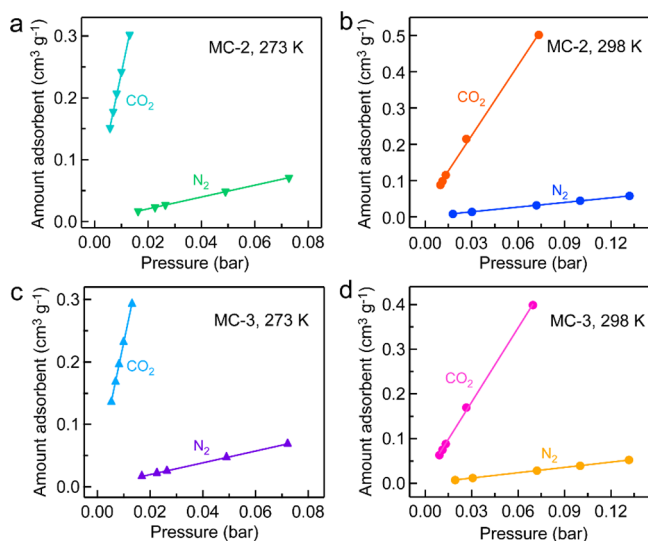 a
MC-2, 273 K
CO₂
N₂
0.3
0.2
0.1
0.0
0.00 0.02 0.04 0.06 0.08
Pressure (bar)
Amount adsorbent (cm³ g⁻¹)
b
MC-2, 298 K
CO₂
N₂
0.5
0.4
0.3
0.2
0.1
0.0
0.00 0.03 0.06 0.09 0.12
Pressure (bar)
Amount adsorbent (cm³ g⁻¹)
c
MC-3, 273 K
CO₂
N₂
0.3
0.2
0.1
0.0
0.00 0.02 0.04 0.06 0.08
Pressure (bar)
Amount adsorbent (cm³ g⁻¹)
d
MC-3, 298 K
CO₂
N₂
0.4
0.3
0.2
0.1
0.0
0.00 0.03 0.06 0.09 0.12
Pressure (bar)
Amount adsorbent (cm³ g⁻¹)